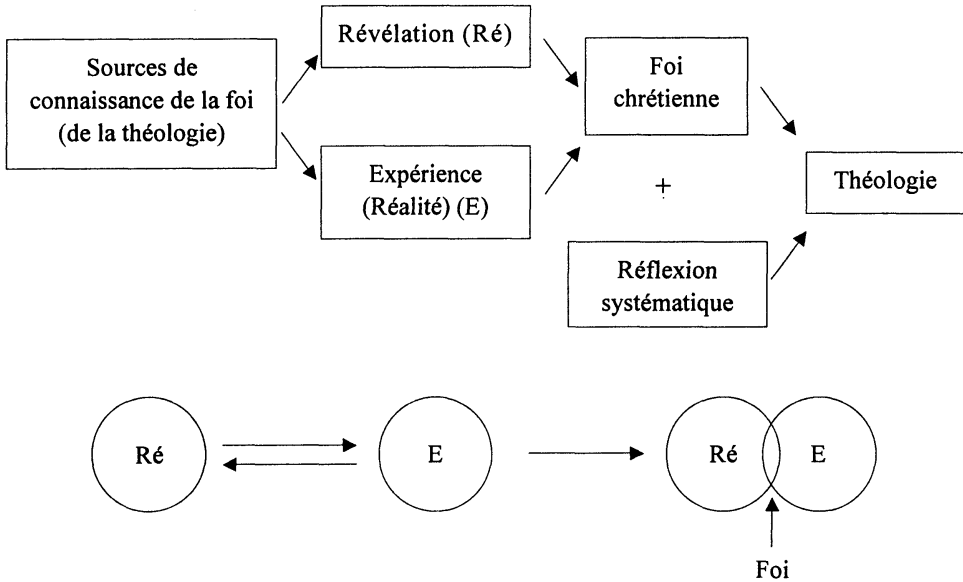 Sources de
connaissance de la foi
(de la théologie)
Révélation (Ré)
Expérience
(Réalité) (E)
Foi
chrétienne
+
Réflexion
systématique
Théologie
Ré
E
Ré
E
Foi